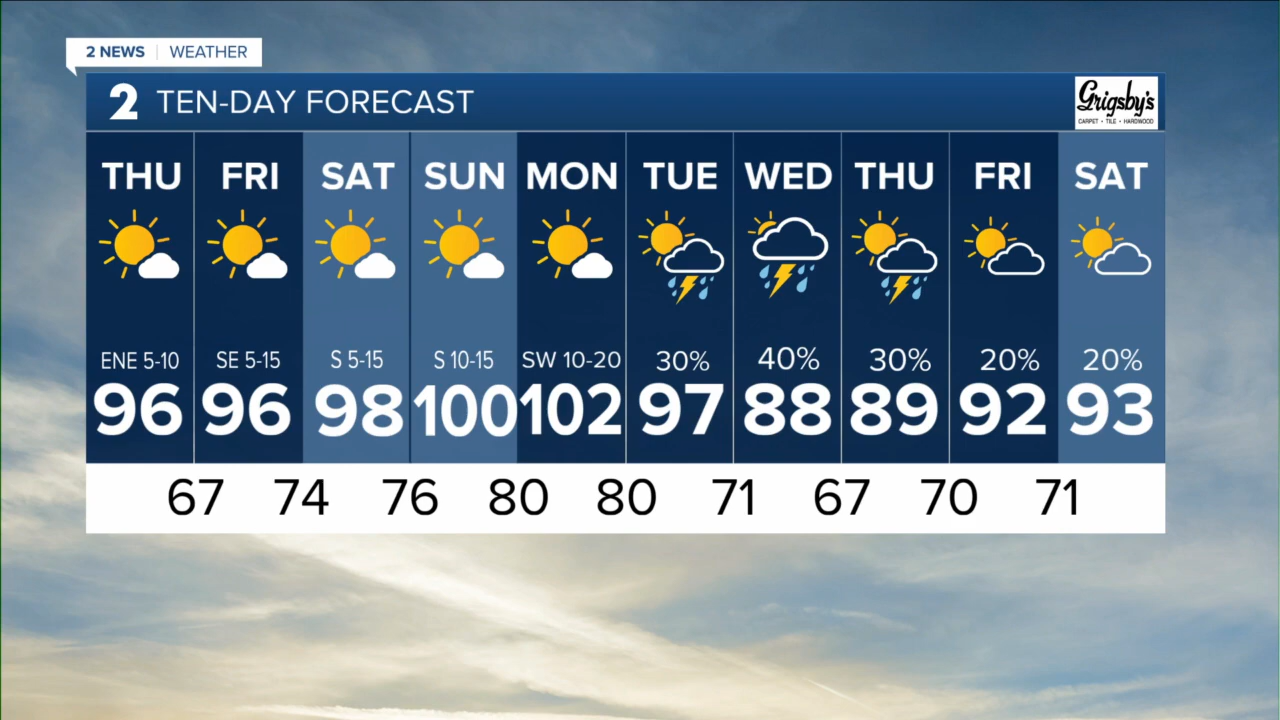 2 NEWS | WEATHER
2 TEN-DAY FORECAST
Grigsby's
CARPET • TILE • HARDWOOD
THU FRI SAT SUN MON TUE WED THU FRI SAT
ENE 5-10 SE 5-15 S 5-15 S 10-15 SW 10-20 30% 40% 30% 20% 20%
96 96 98 100 102 97 88 89 92 93
67 74 76 80 80 71 67 70 71